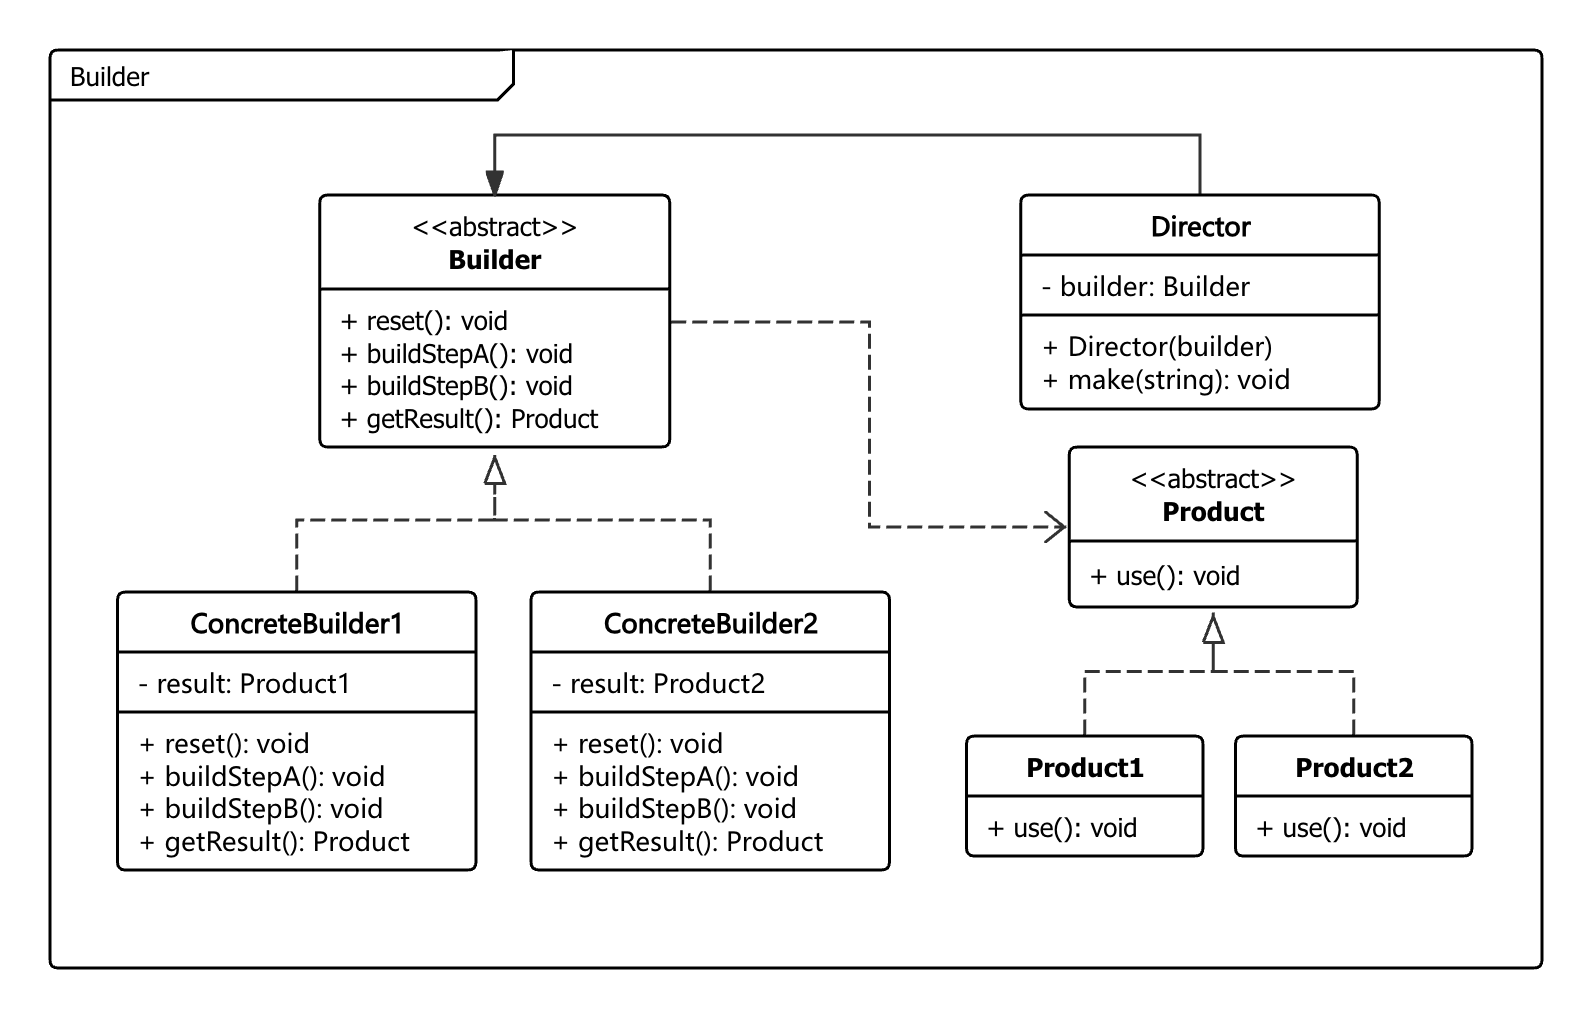 Builder
<<abstract>>
Builder
+ reset(): void
+ buildStepA(): void
+ buildStepB(): void
+ getResult(): Product
Director
- builder: Builder
+ Director(builder)
+ make(string): void
<<abstract>>
Product
+ use(): void
ConcreteBuilder1
- result: Product1
+ reset(): void
+ buildStepA(): void
+ buildStepB(): void
+ getResult(): Product
ConcreteBuilder2
- result: Product2
+ reset(): void
+ buildStepA(): void
+ buildStepB(): void
+ getResult(): Product
Product1
+ use(): void
Product2
+ use(): void